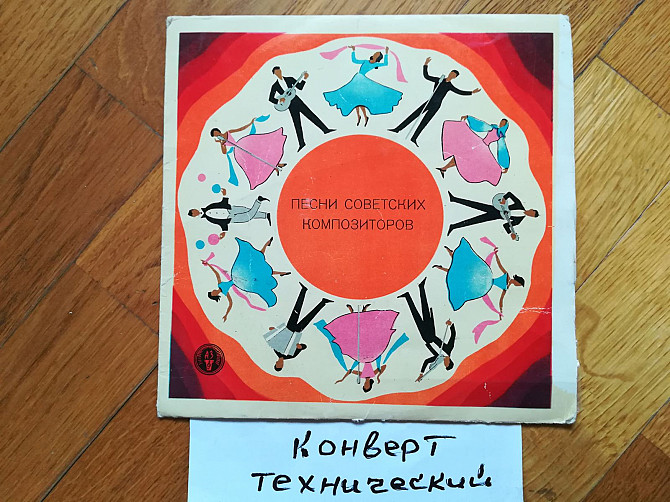 ПЕСНИ СОВЕТСКИХ
КОМПОЗИТОРОВ
Конверт
технический